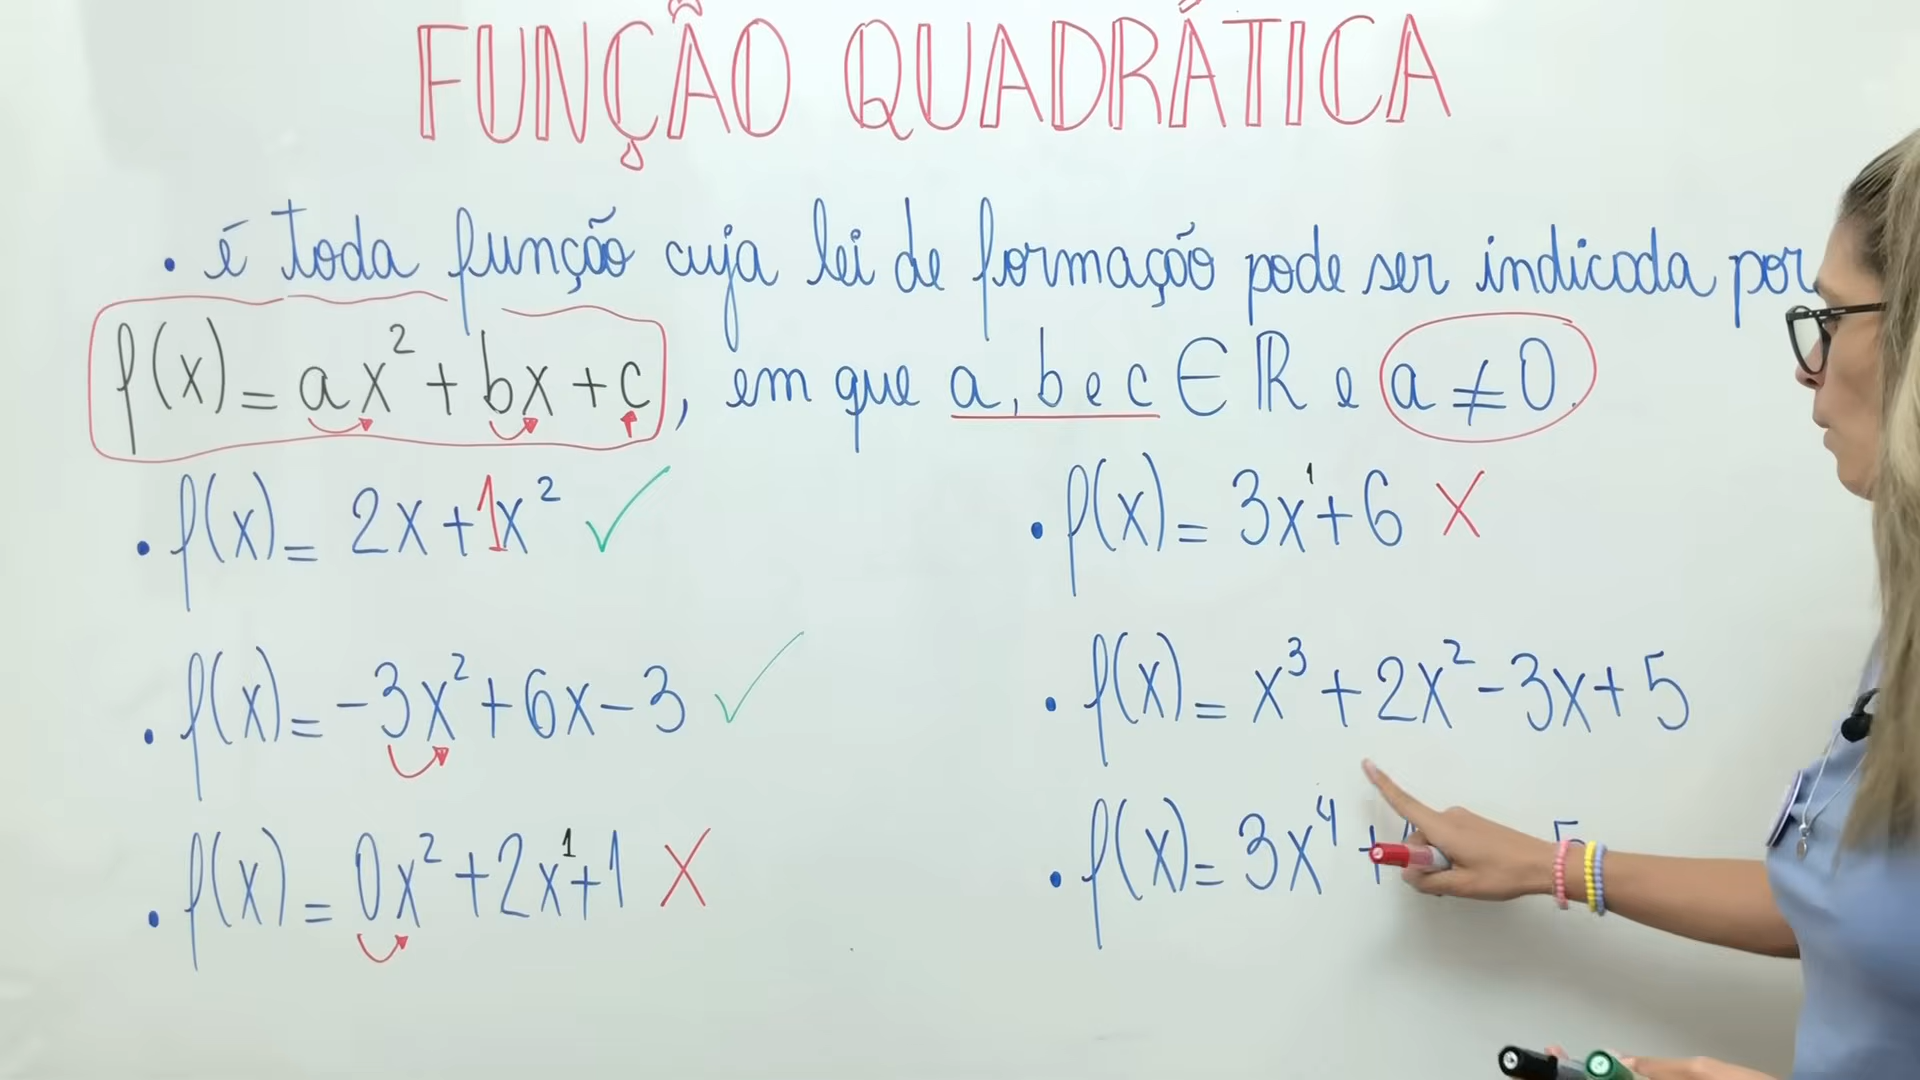 FUNÇÃO QUADRÁTICA
• é toda função cuja lei de formação pode ser indicada por
f(x) = ax² + bx + c, em que a, b e c ∈ ℝ e a ≠ 0.
• f(x) = 2x + 1x² ✓
• f(x) = 3x¹ + 6 X
• f(x) = -3x² + 6x - 3 ✓
• f(x) = x³ + 2x² - 3x + 5
• f(x) = 0x² + 2x¹ + 1 X
• f(x) = 3x⁴ +